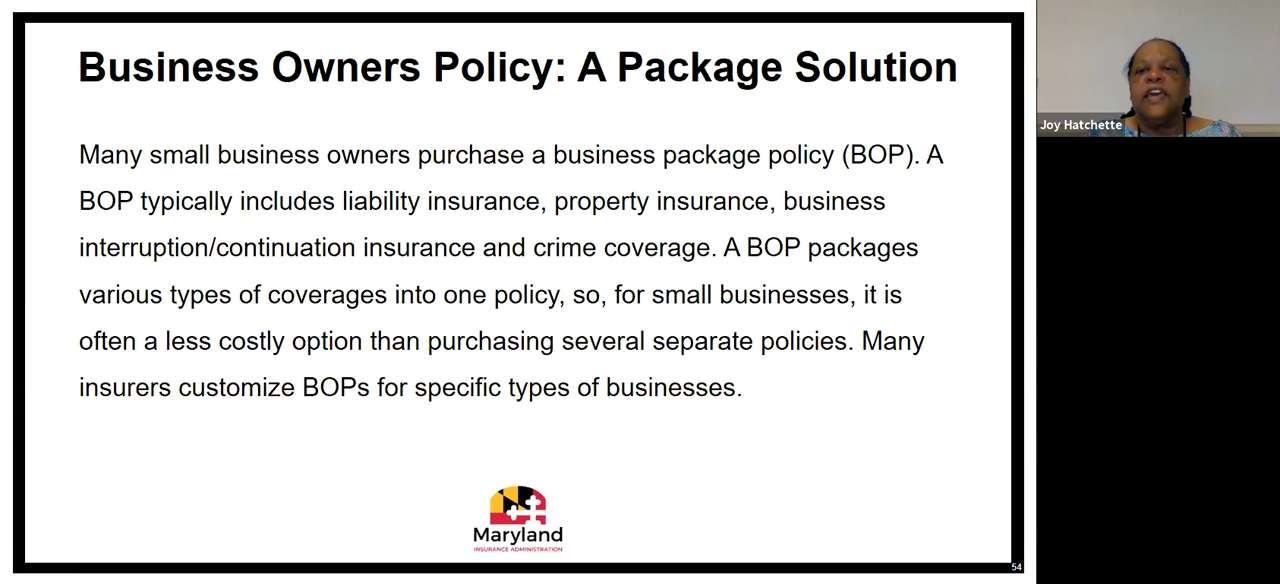 Business Owners Policy: A Package Solution
Many small business owners purchase a business package policy (BOP). A
BOP typically includes liability insurance, property insurance, business
interruption/continuation insurance and crime coverage. A BOP packages
various types of coverages into one policy, so, for small businesses, it is
often a less costly option than purchasing several separate policies. Many
insurers customize BOPs for specific types of businesses.
Maryland
INSURANCE ADMINISTRATION
54
Joy Hatchette